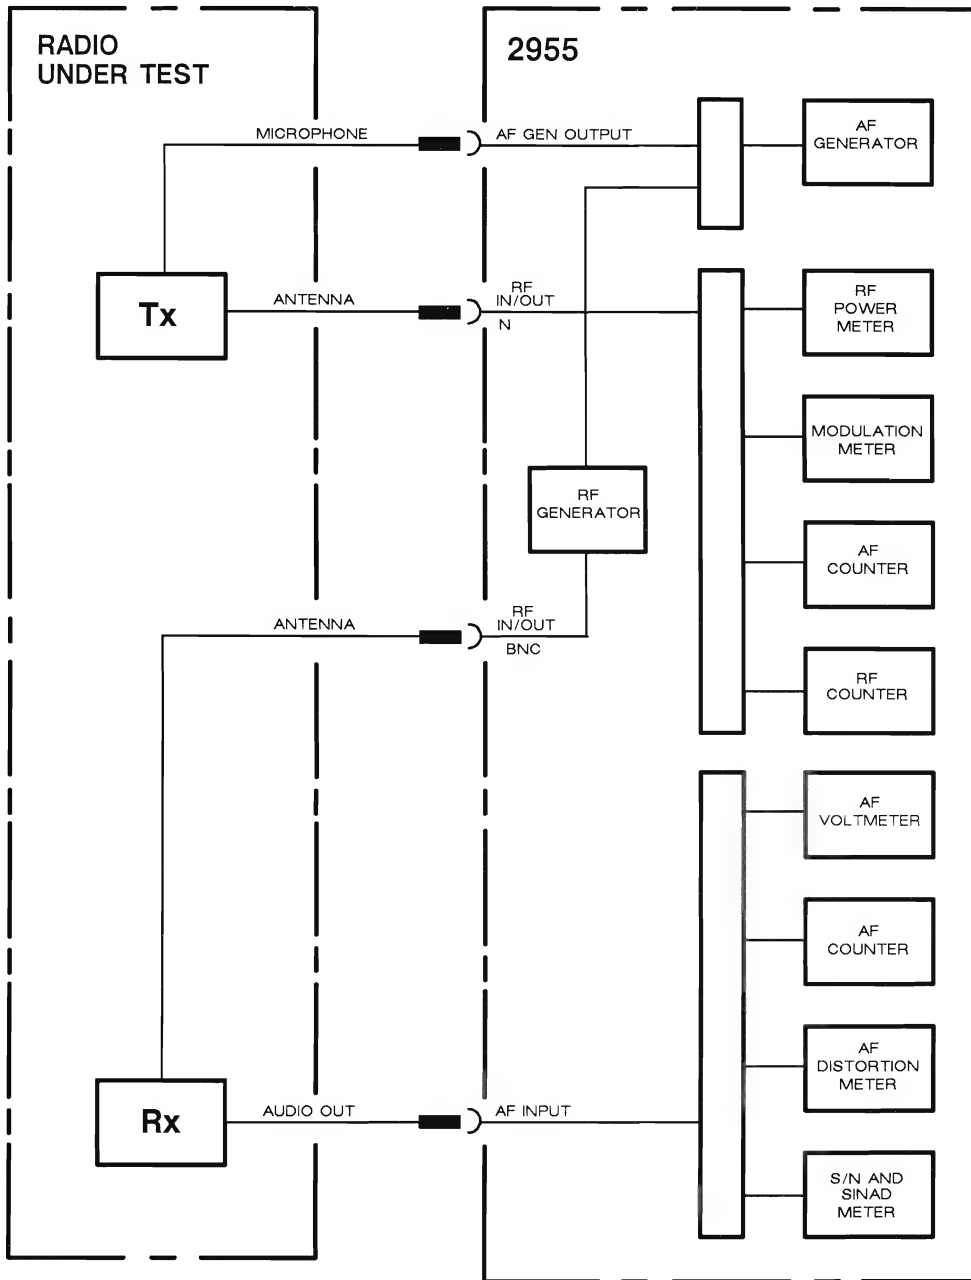 RADIO
UNDER TEST
2955
MICROPHONE
AF GEN OUTPUT
AF
GENERATOR
Tx
ANTENNA
RF
IN/OUT
N
RF
POWER
METER
MODULATION
METER
RF
GENERATOR
AF
COUNTER
ANTENNA
RF
IN/OUT
BNC
RF
COUNTER
AF
VOLTMETER
AF
COUNTER
AF
DISTORTION
METER
Rx
AUDIO OUT
AF INPUT
S/N AND
SINAD
METER